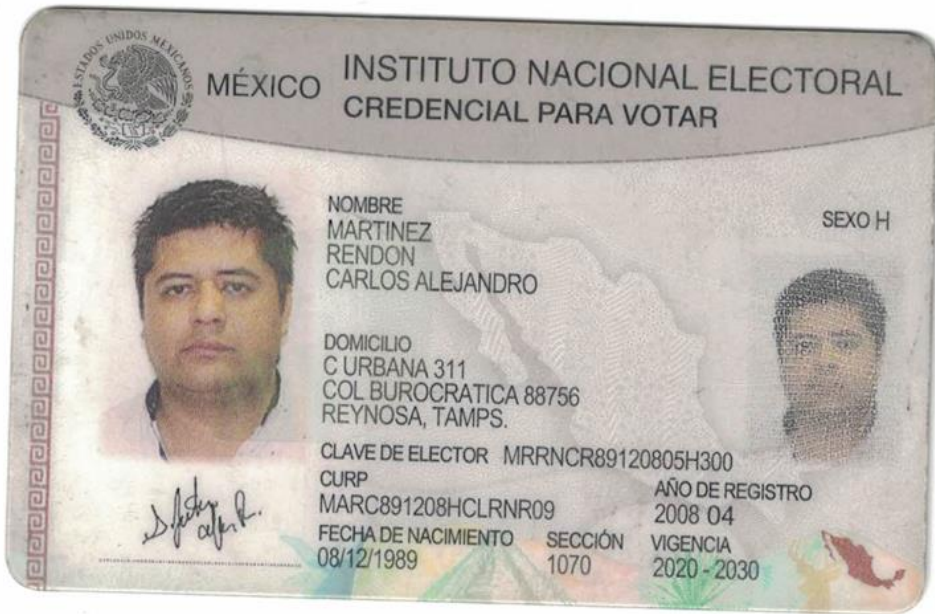 ESTADOS UNIDOS MEXICANOS
MÉXICO
INSTITUTO NACIONAL ELECTORAL
CREDENCIAL PARA VOTAR
NOMBRE
MARTINEZ
RENDON
CARLOS ALEJANDRO
SEXO H
DOMICILIO
C URBANA 311
COL BUROCRATICA 88756
REYNOSA, TAMPS.
CLAVE DE ELECTOR MRRNCR89120805H300
CURP
MARC891208HCLRNR09
AÑO DE REGISTRO
2008 04
FECHA DE NACIMIENTO
08/12/1989
SECCIÓN
1070
VIGENCIA
2020 - 2030